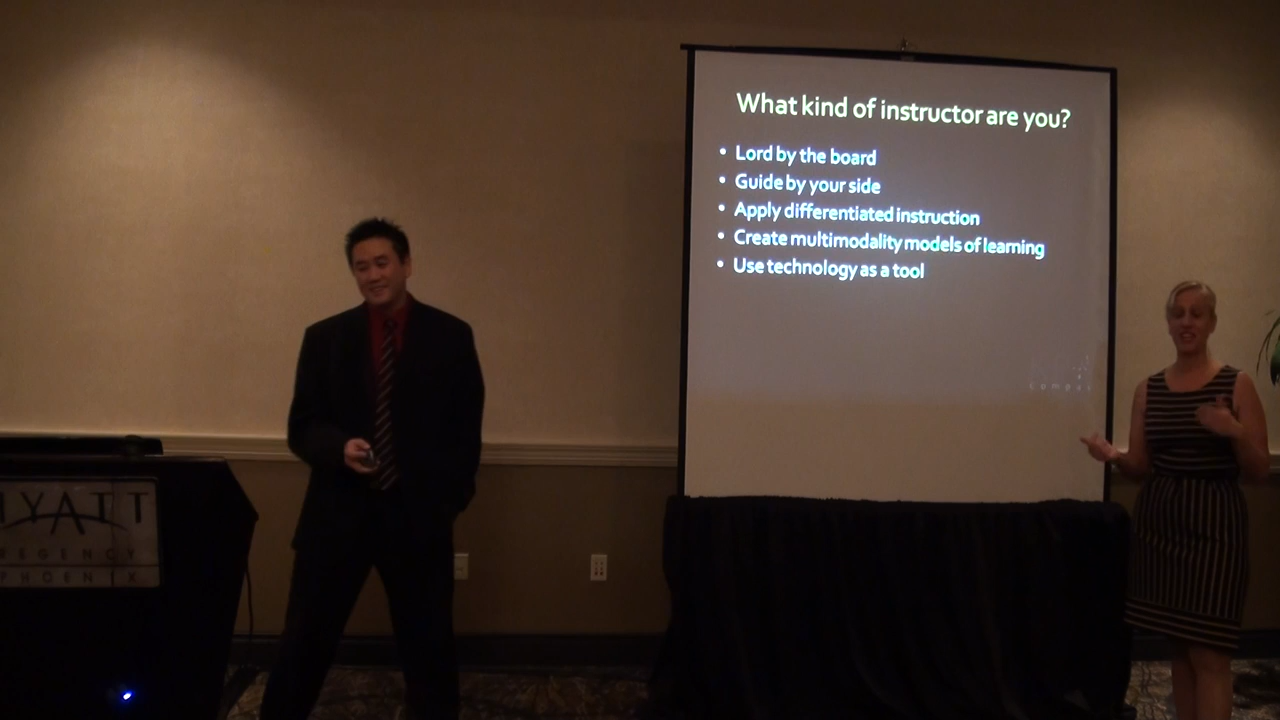 What kind of instructor are you?
• Lord by the board
• Guide by your side
• Apply differentiated instruction
• Create multimodality models of learning
• Use technology as a tool
HYATT
REGENCY
PHOENIX